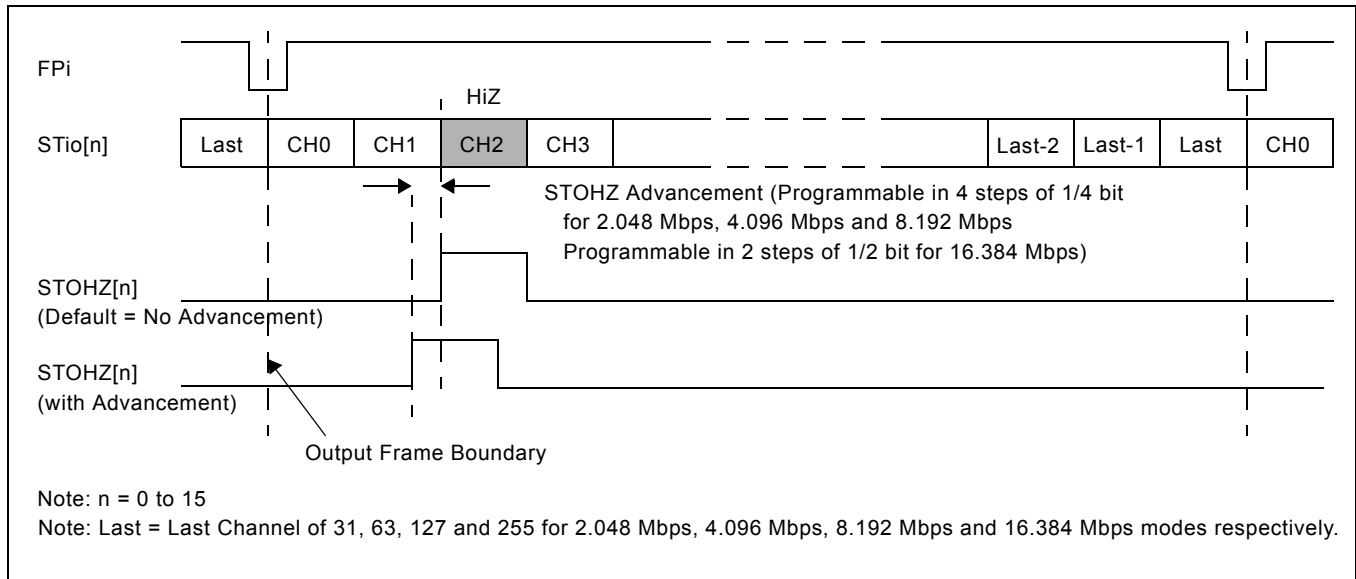 FPi
HiZ
STio[n] Last CH0 CH1 CH2 CH3 Last-2 Last-1 Last CH0
STOHZ Advancement (Programmable in 4 steps of 1/4 bit
for 2.048 Mbps, 4.096 Mbps and 8.192 Mbps
Programmable in 2 steps of 1/2 bit for 16.384 Mbps)
STOHZ[n]
(Default = No Advancement)
STOHZ[n]
(with Advancement)
Output Frame Boundary
Note: n = 0 to 15
Note: Last = Last Channel of 31, 63, 127 and 255 for 2.048 Mbps, 4.096 Mbps, 8.192 Mbps and 16.384 Mbps modes respectively.